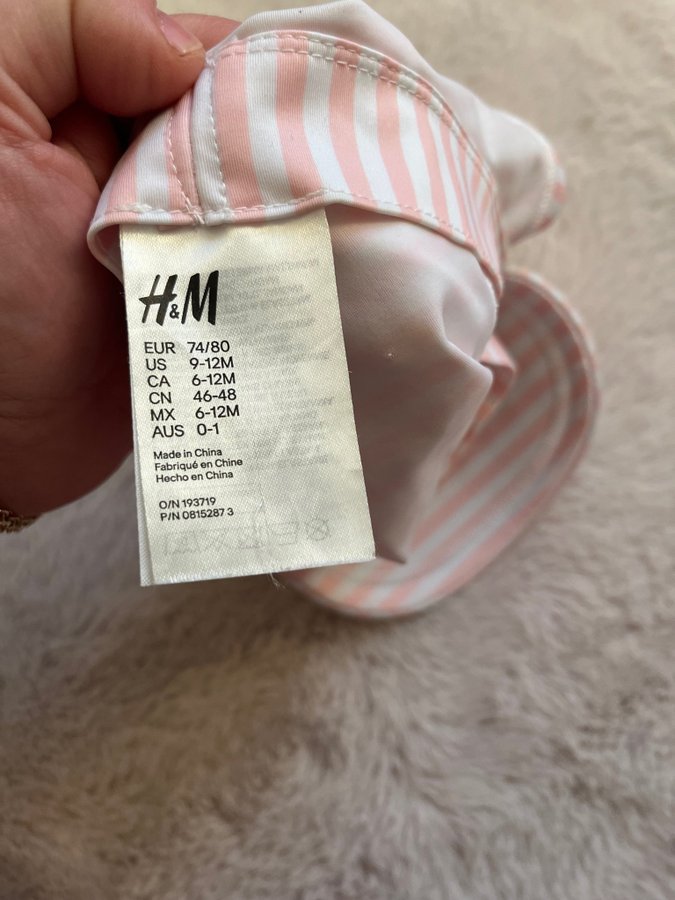 H&M
EUR 74/80
US 9-12M
CA 6-12M
CN 46-48
MX 6-12M
AUS 0-1
Made in China
Fabriqué en Chine
Hecho en China
O/N 193719
P/N 0815287 3